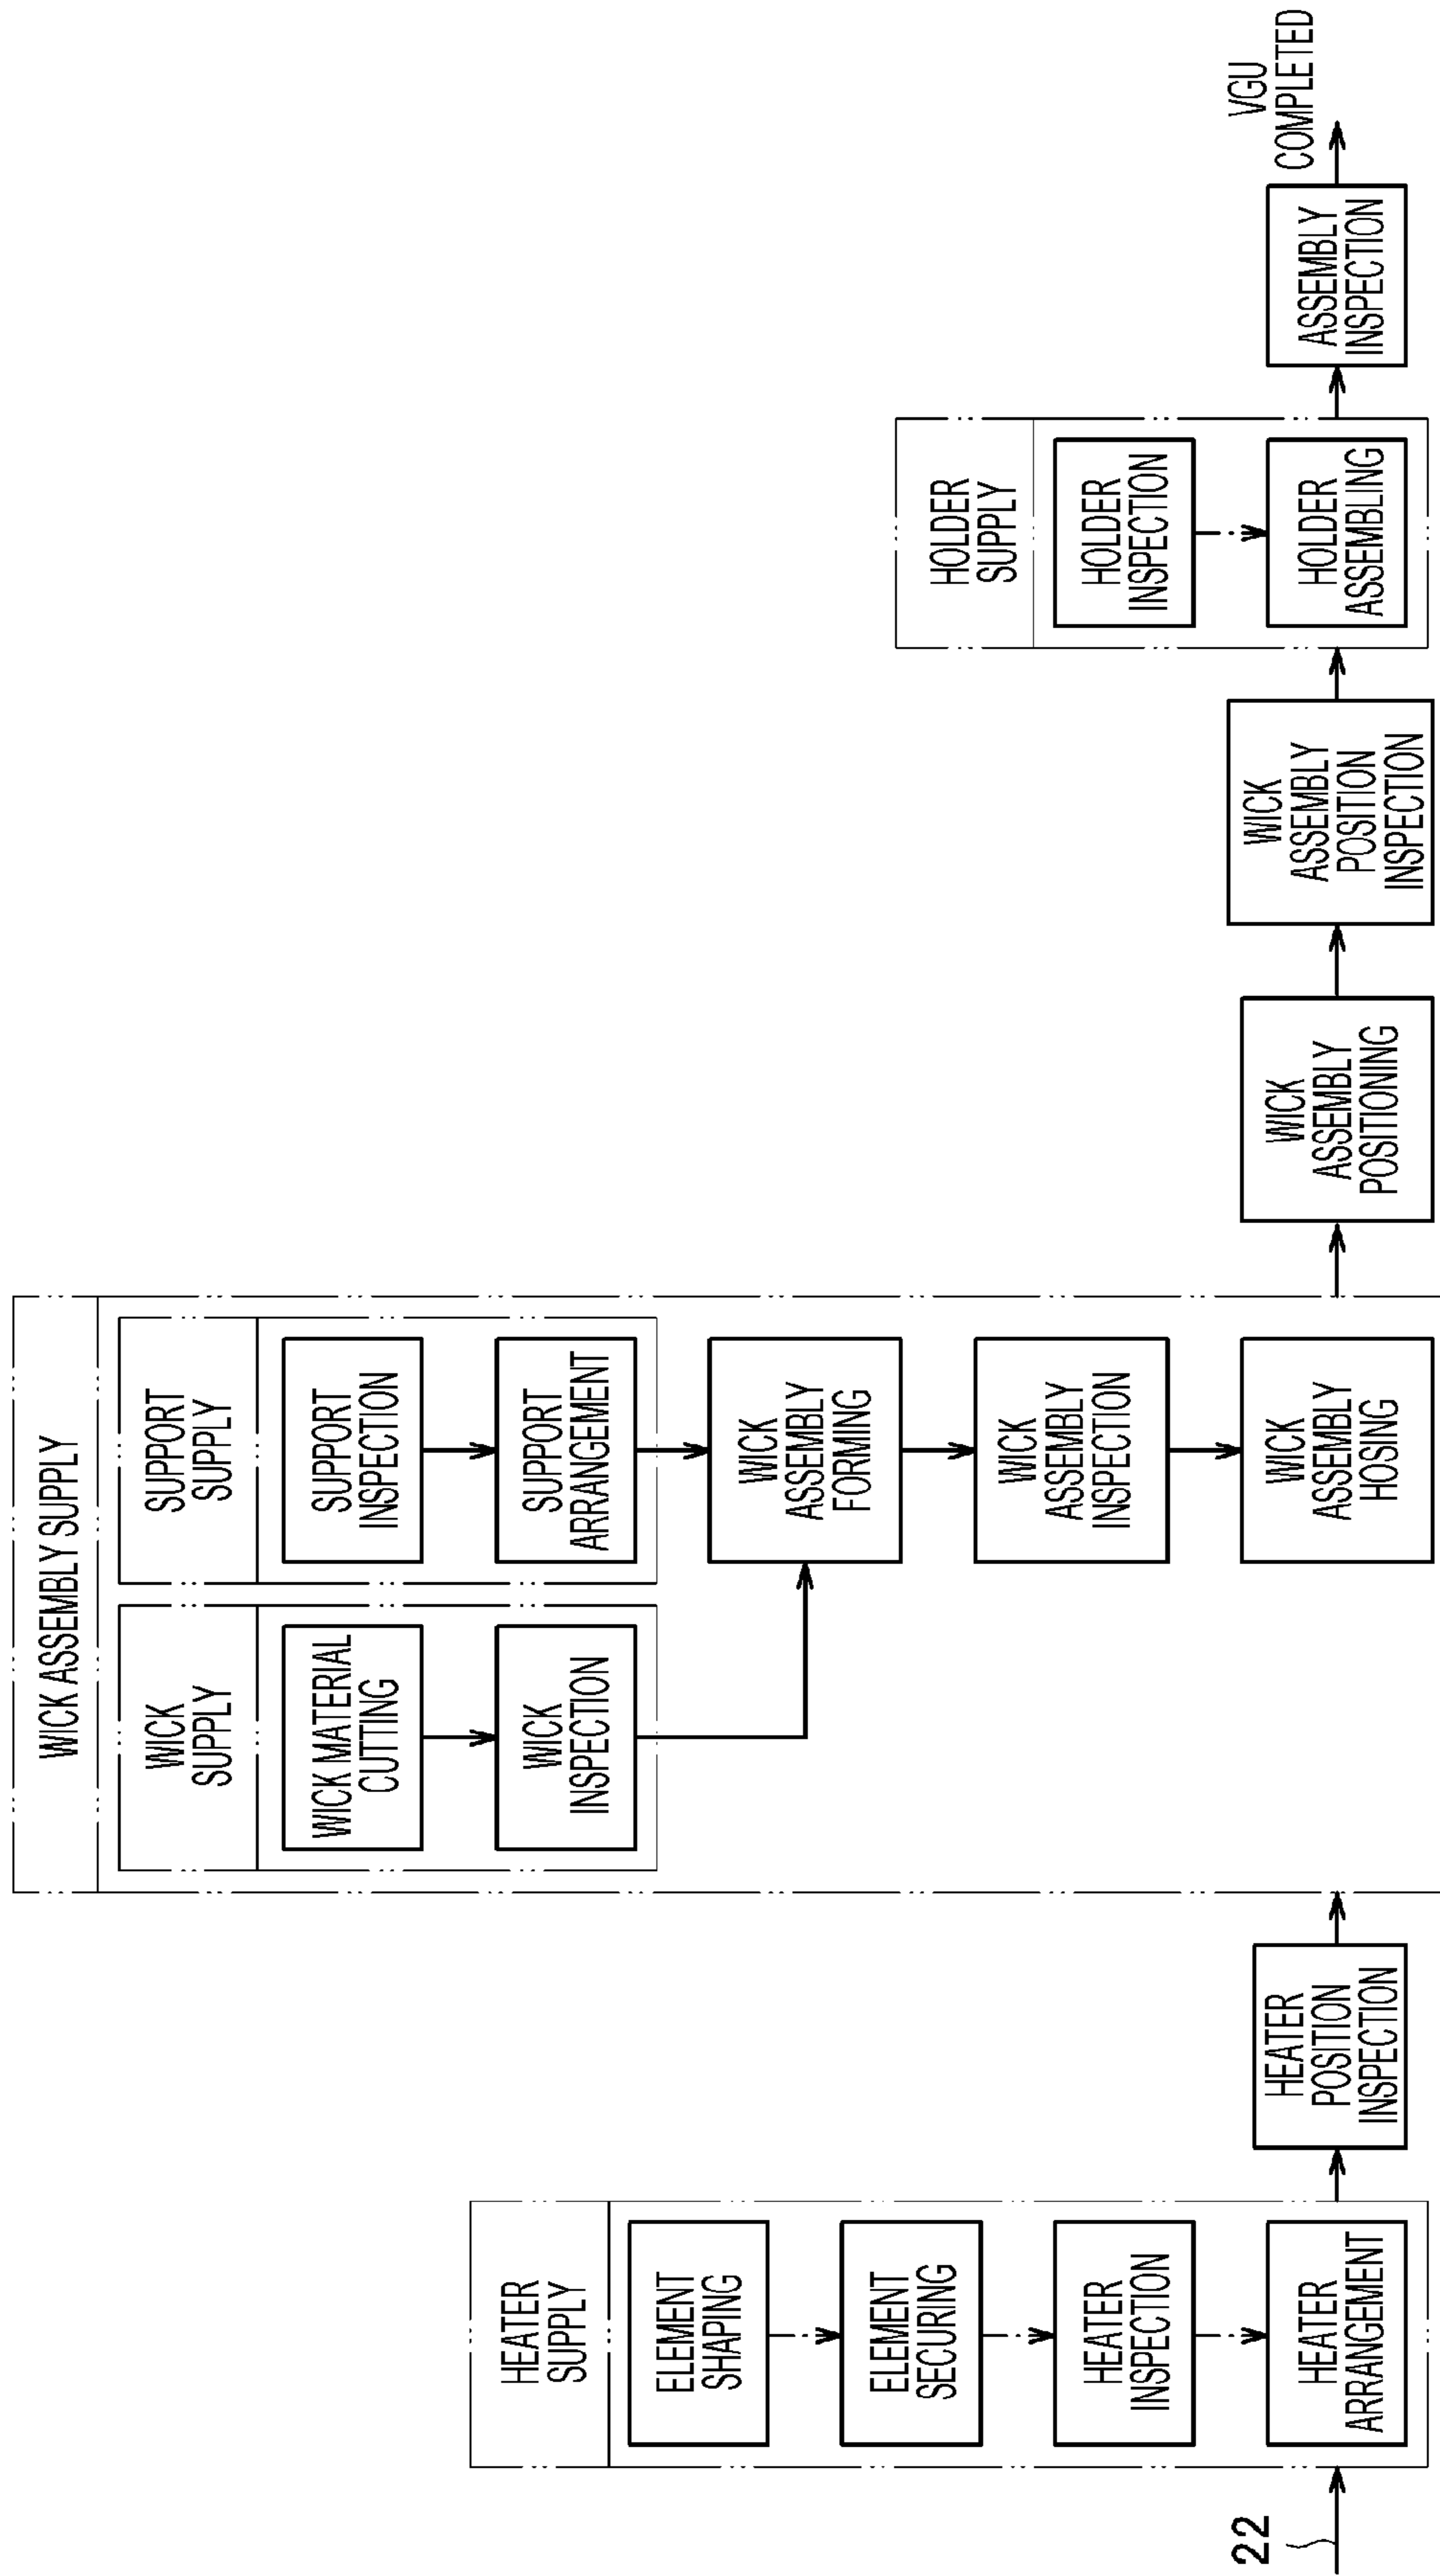 22
HEATER
SUPPLY
ELEMENT
SHAPING
ELEMENT
SECURING
HEATER
INSPECTION
HEATER
ARRANGEMENT
HEATER
POSITION
INSPECTION
WICK ASSEMBLY SUPPLY
WICK
SUPPLY
WICK MATERIAL
CUTTING
WICK
INSPECTION
SUPPORT
SUPPLY
SUPPORT
INSPECTION
SUPPORT
ARRANGEMENT
WICK
ASSEMBLY
FORMING
WICK
ASSEMBLY
INSPECTION
WICK
ASSEMBLY
HOSING
WICK
ASSEMBLY
POSITIONING
WICK
ASSEMBLY
POSITION
INSPECTION
HOLDER
SUPPLY
HOLDER
INSPECTION
HOLDER
ASSEMBLING
ASSEMBLY
INSPECTION
VGU
COMPLETED